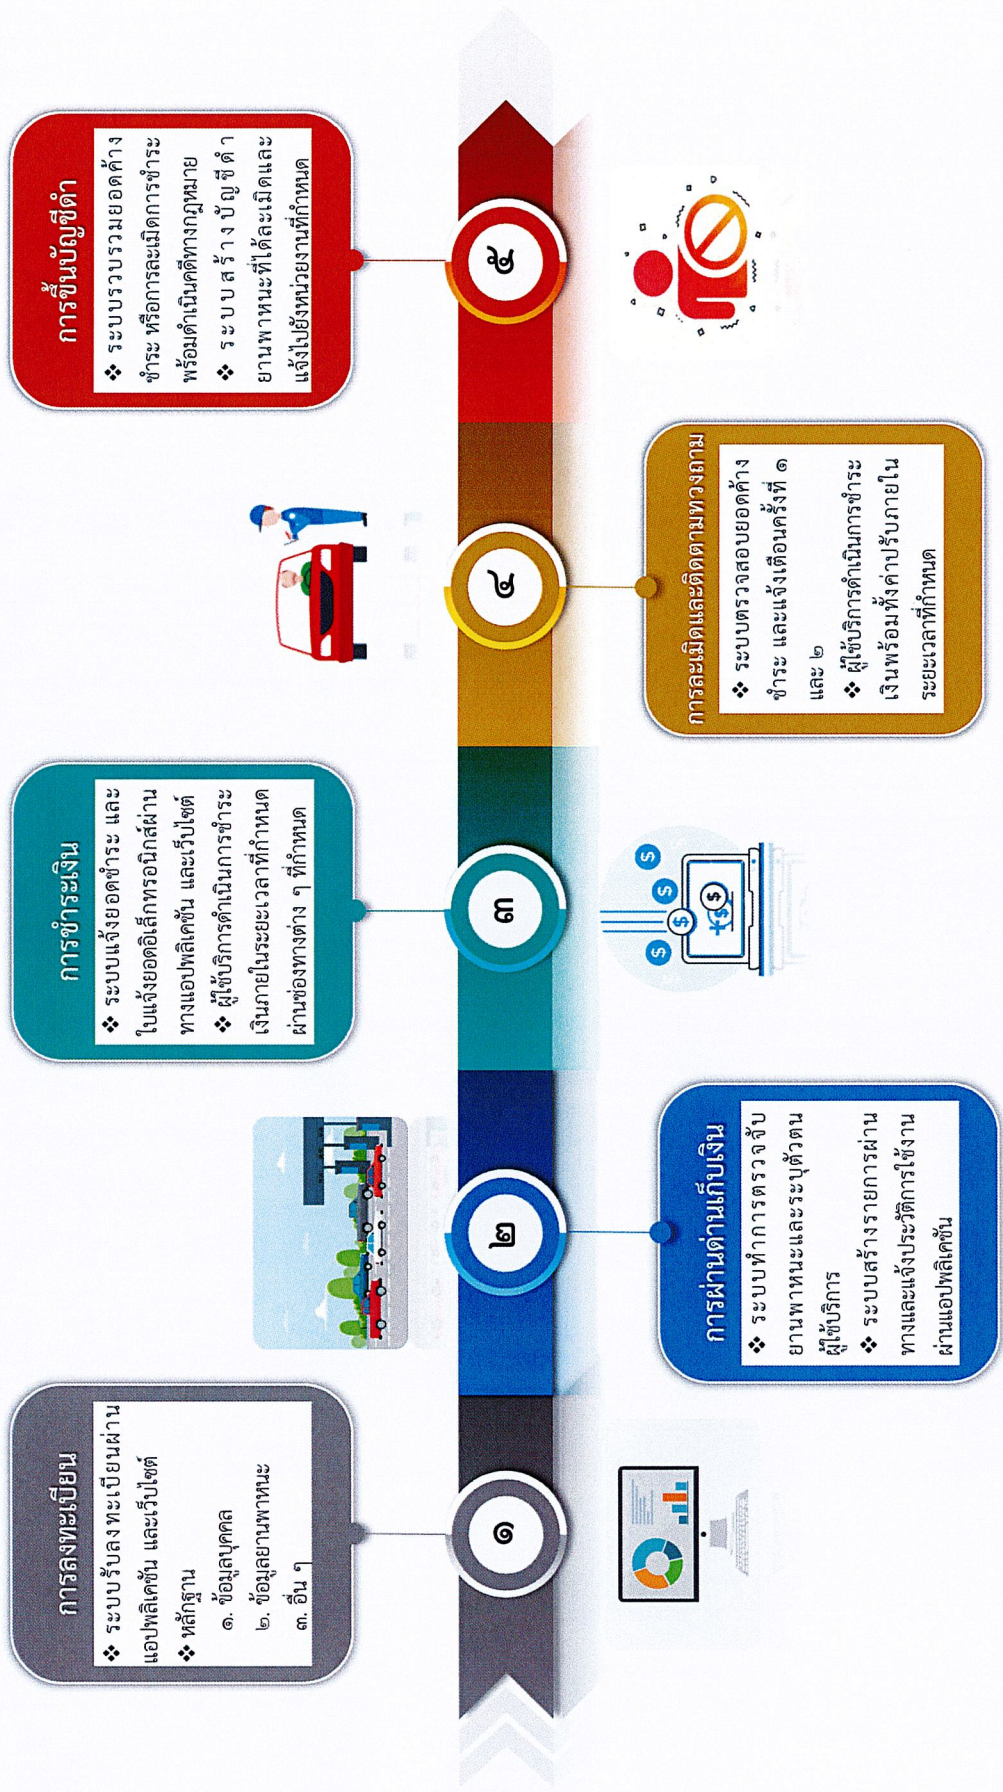 การลงทะเบียน
❖ ระบบรับลงทะเบียนผ่าน
แอปพลิเคชัน และเว็บไซต์
❖ หลักฐาน
๑. ข้อมูลบุคคล
๒. ข้อมูลยานพาหนะ
๓. อื่น ๆ
๑
๒
การผ่านด่านเก็บเงิน
❖ ระบบทำการตรวจจับ
ยานพาหนะและระบุตัวตน
ผู้ใช้บริการ
❖ ระบบสร้างรายการผ่าน
ทางและแจ้งประวัติการใช้งาน
ผ่านแอปพลิเคชัน
การชำระเงิน
❖ ระบบแจ้งยอดชำระ และ
ใบแจ้งยอดอิเล็กทรอนิกส์ผ่าน
ทางแอปพลิเคชัน และเว็บไซต์
❖ ผู้ใช้บริการดำเนินการชำระ
เงินภายในระยะเวลาที่กำหนด
ผ่านช่องทางต่าง ๆ ที่กำหนด
๓
๔
การละเมิดและติดตามทวงถาม
❖ ระบบตรวจสอบยอดค้าง
ชำระ และแจ้งเตือนครั้งที่ ๑
และ ๒
❖ ผู้ใช้บริการดำเนินการชำระ
เงินพร้อมทั้งค่าปรับภายใน
ระยะเวลาที่กำหนด
การขึ้นบัญชีดำ
❖ ระบบรวบรวมยอดค้าง
ชำระ หรือการละเมิดการชำระ
พร้อมดำเนินคดีทางกฎหมาย
❖ ระบบสร้างบัญชีดำ
ยานพาหนะที่ได้ละเมิดและ
แจ้งไปยังหน่วยงานที่กำหนด
๕